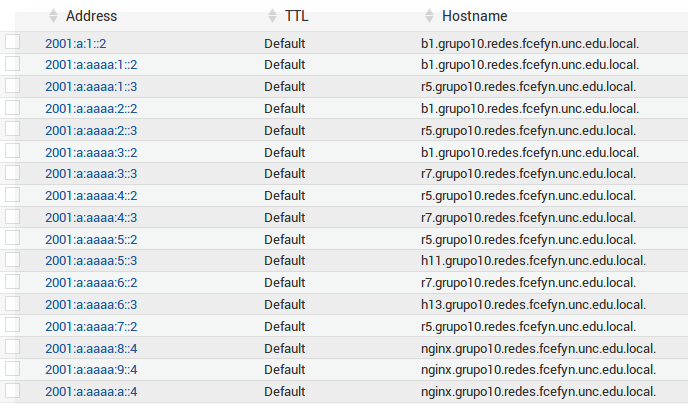 Address TTL Hostname
2001:a:1::2 Default b1.grupo10.redes.fcefyn.unc.edu.local.
2001:a:aaaa:1::2 Default b1.grupo10.redes.fcefyn.unc.edu.local.
2001:a:aaaa:1::3 Default r5.grupo10.redes.fcefyn.unc.edu.local.
2001:a:aaaa:2::2 Default b1.grupo10.redes.fcefyn.unc.edu.local.
2001:a:aaaa:2::3 Default r5.grupo10.redes.fcefyn.unc.edu.local.
2001:a:aaaa:3::2 Default b1.grupo10.redes.fcefyn.unc.edu.local.
2001:a:aaaa:3::3 Default r7.grupo10.redes.fcefyn.unc.edu.local.
2001:a:aaaa:4::2 Default r5.grupo10.redes.fcefyn.unc.edu.local.
2001:a:aaaa:4::3 Default r7.grupo10.redes.fcefyn.unc.edu.local.
2001:a:aaaa:5::2 Default r5.grupo10.redes.fcefyn.unc.edu.local.
2001:a:aaaa:5::3 Default h11.grupo10.redes.fcefyn.unc.edu.local.
2001:a:aaaa:6::2 Default r7.grupo10.redes.fcefyn.unc.edu.local.
2001:a:aaaa:6::3 Default h13.grupo10.redes.fcefyn.unc.edu.local.
2001:a:aaaa:7::2 Default r5.grupo10.redes.fcefyn.unc.edu.local.
2001:a:aaaa:8::4 Default nginx.grupo10.redes.fcefyn.unc.edu.local.
2001:a:aaaa:9::4 Default nginx.grupo10.redes.fcefyn.unc.edu.local.
2001:a:aaaa:a::4 Default nginx.grupo10.redes.fcefyn.unc.edu.local.